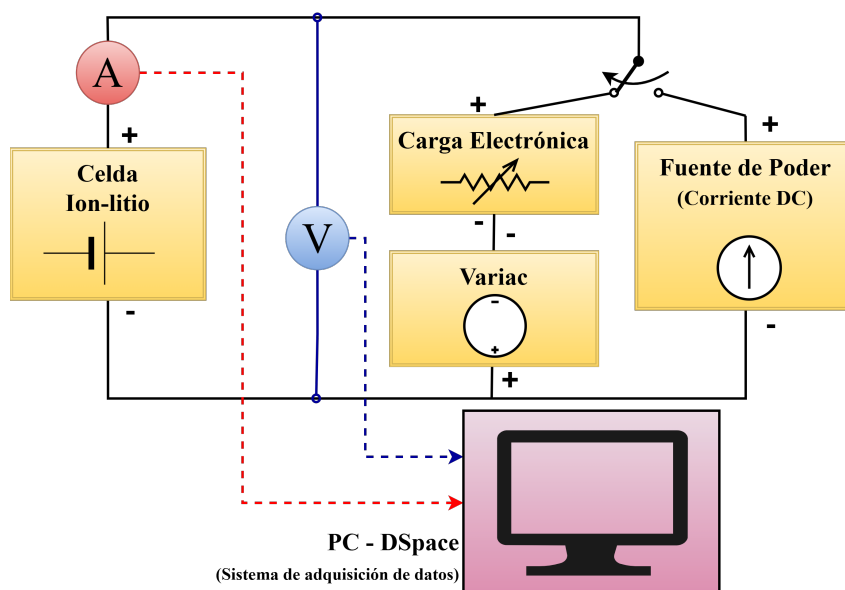 A
+
Celda
Ion-litio
-
V
+
Carga Electrónica
-
-
Variac
-
+
+
+
Fuente de Poder
(Corriente DC)
-
PC - DSpace
(Sistema de adquisición de datos)